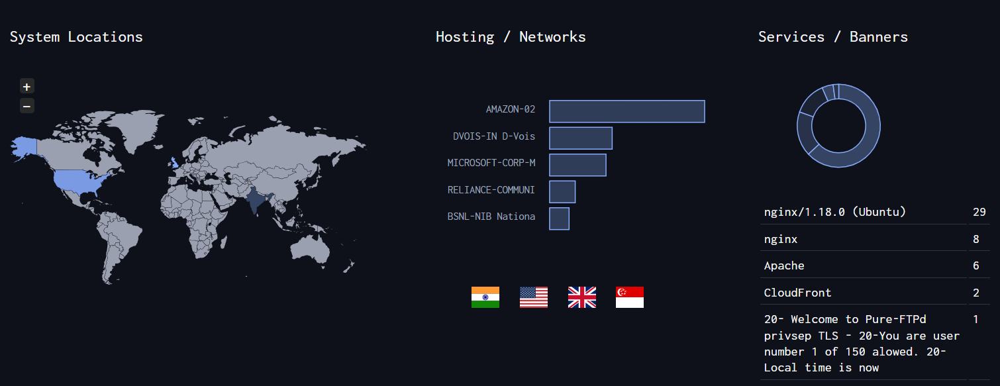 System Locations
+
−
Hosting / Networks
AMAZON-02
DVOIS-IN D-Vois
MICROSOFT-CORP-M
RELIANCE-COMMUNI
BSNL-NIB Nationa
Services / Banners
nginx/1.18.0 (Ubuntu) 29
nginx 8
Apache 6
CloudFront 2
20- Welcome to Pure-FTPd 1
privsep TLS - 20-You are user
number 1 of 150 alowed. 20-
Local time is now